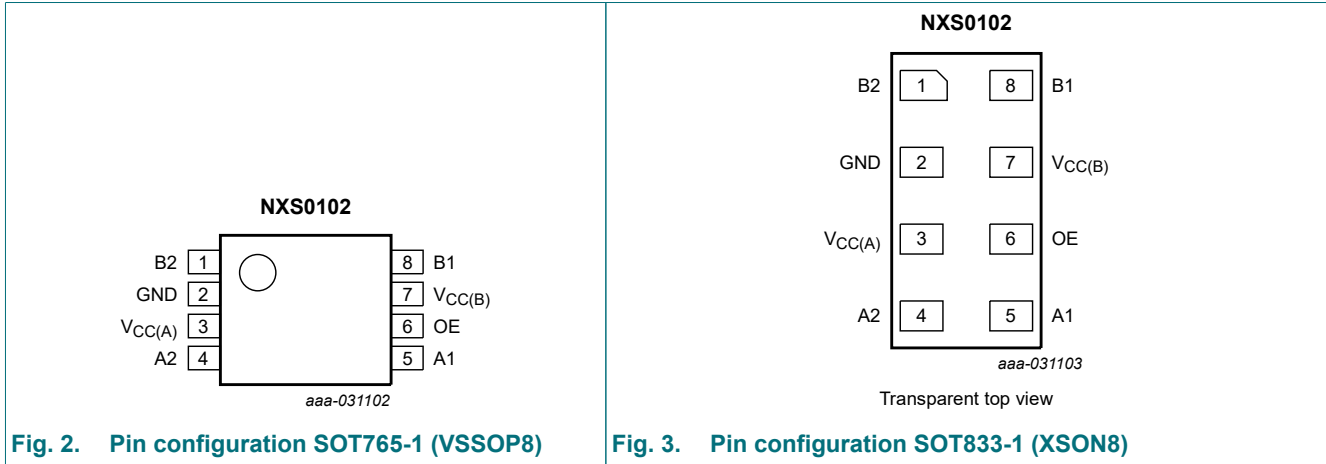 NXS0102
B2 1 8 B1
GND 2 7 VCC(B)
VCC(A) 3 6 OE
A2 4 5 A1
aaa-031102
Fig. 2. Pin configuration SOT765-1 (VSSOP8)
NXS0102
B2 1 8 B1
GND 2 7 VCC(B)
VCC(A) 3 6 OE
A2 4 5 A1
aaa-031103
Transparent top view
Fig. 3. Pin configuration SOT833-1 (XSON8)